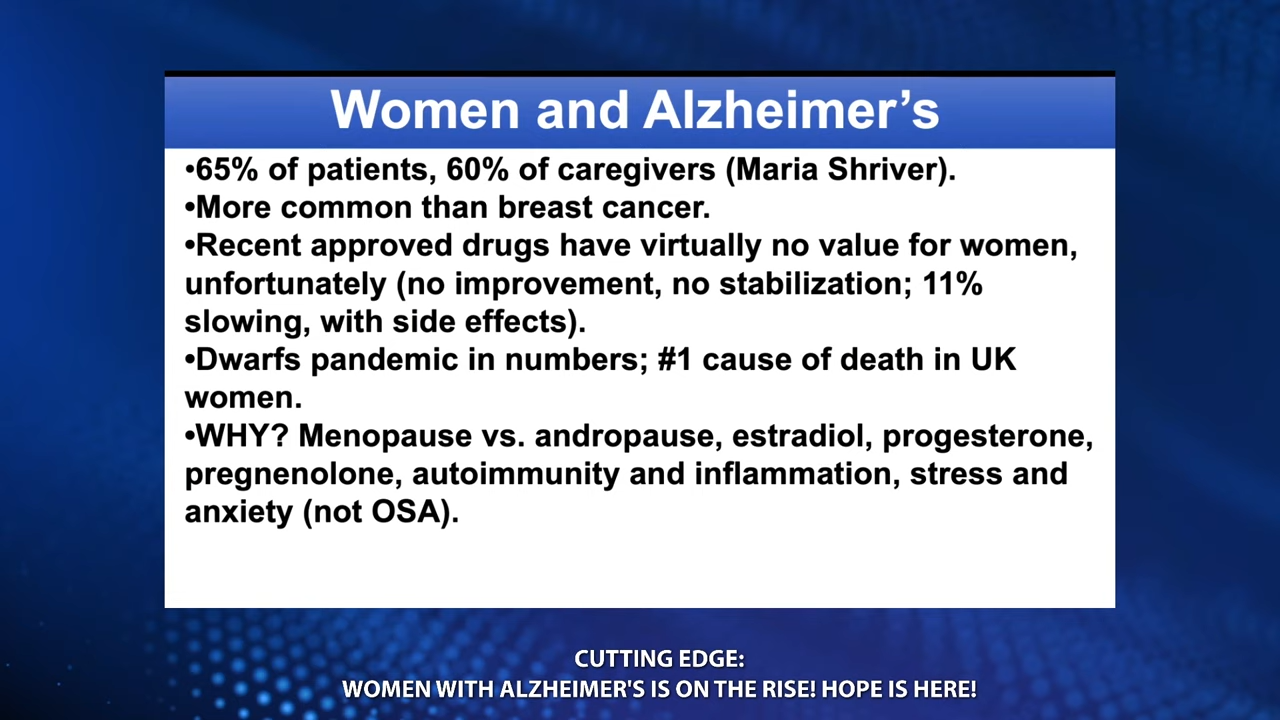 Women and Alzheimer’s
•65% of patients, 60% of caregivers (Maria Shriver).
•More common than breast cancer.
•Recent approved drugs have virtually no value for women,
unfortunately (no improvement, no stabilization; 11%
slowing, with side effects).
•Dwarfs pandemic in numbers; #1 cause of death in UK
women.
•WHY? Menopause vs. andropause, estradiol, progesterone,
pregnenolone, autoimmunity and inflammation, stress and
anxiety (not OSA).
CUTTING EDGE:
WOMEN WITH ALZHEIMER'S IS ON THE RISE! HOPE IS HERE!